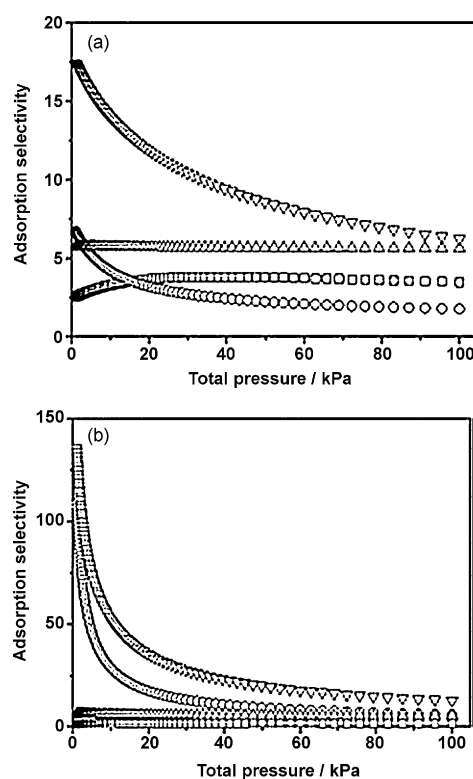 20
(a)
15
10
5
0
Adsorption selectivity
0 20 40 60 80 100
Total pressure / kPa
150
(b)
100
50
0
Adsorption selectivity
0 20 40 60 80 100
Total pressure / kPa